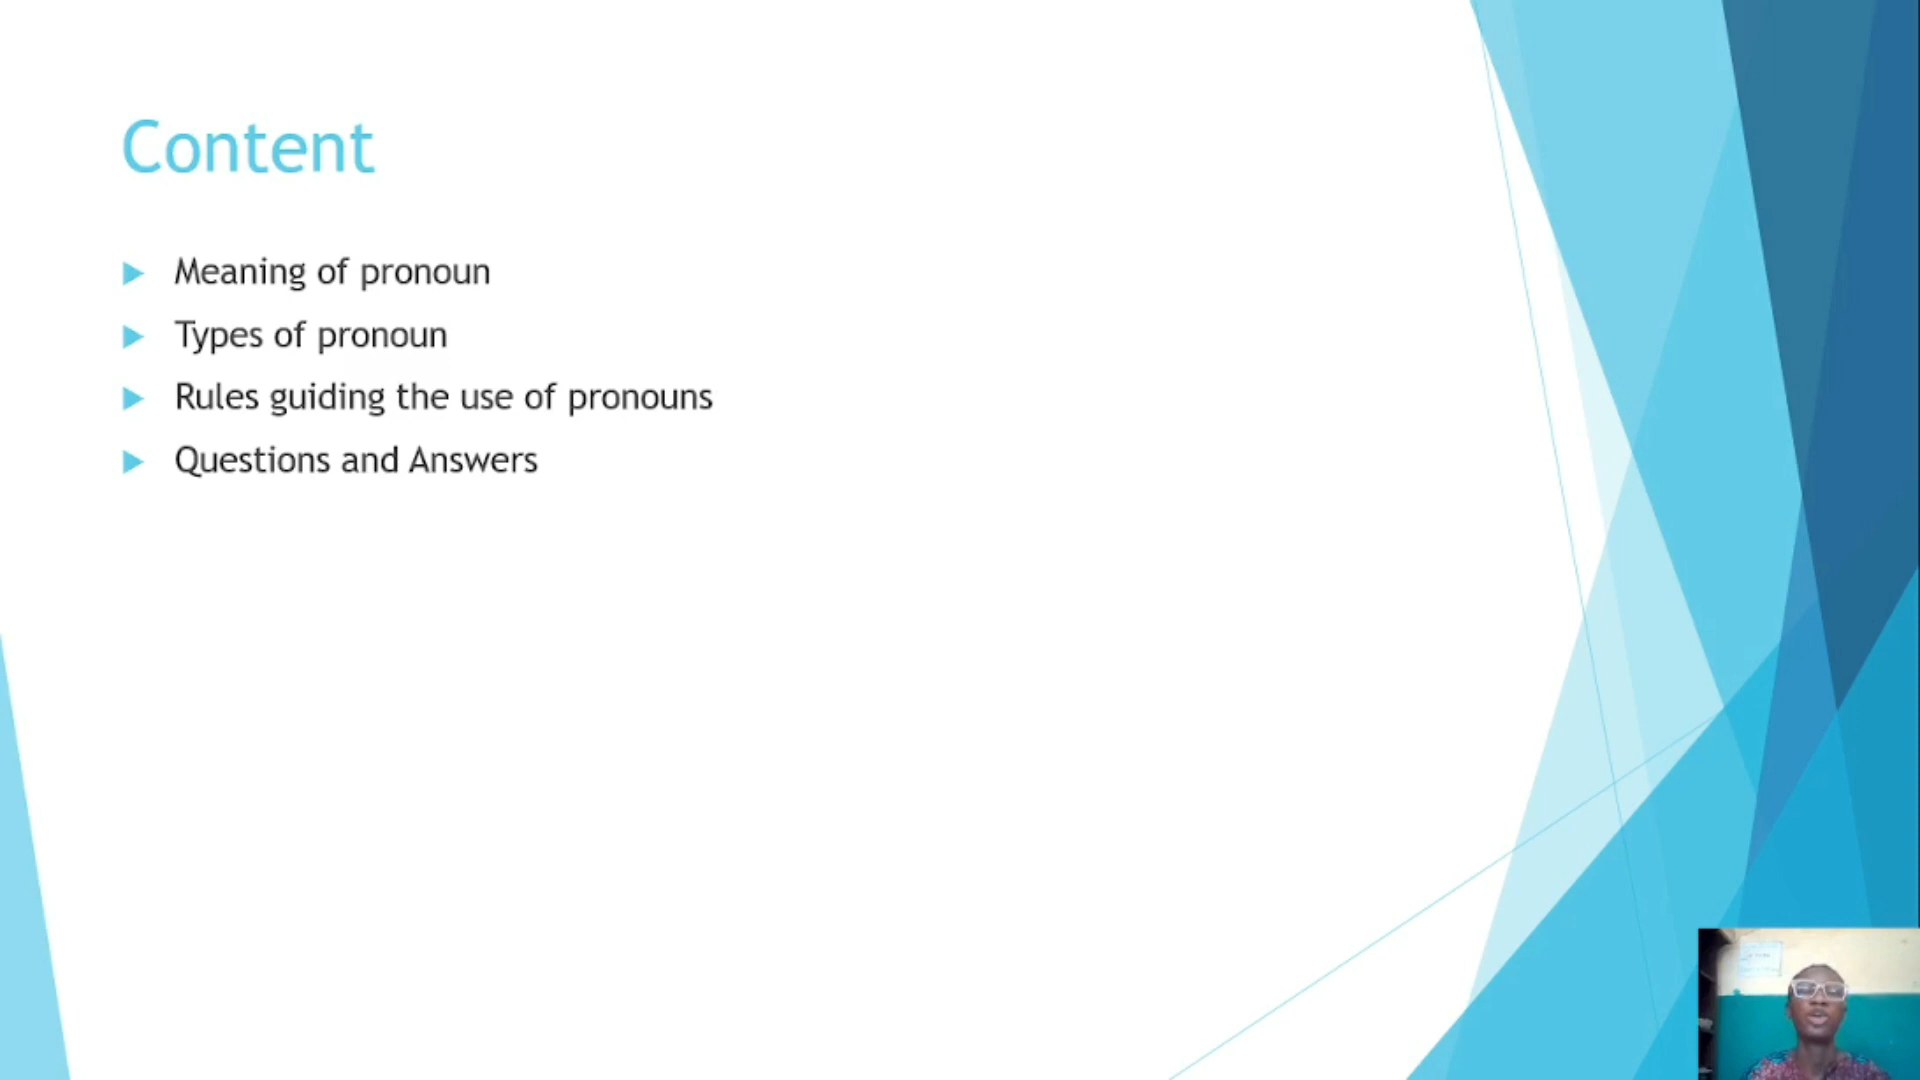 Content
Meaning of pronoun
Types of pronoun
Rules guiding the use of pronouns
Questions and Answers